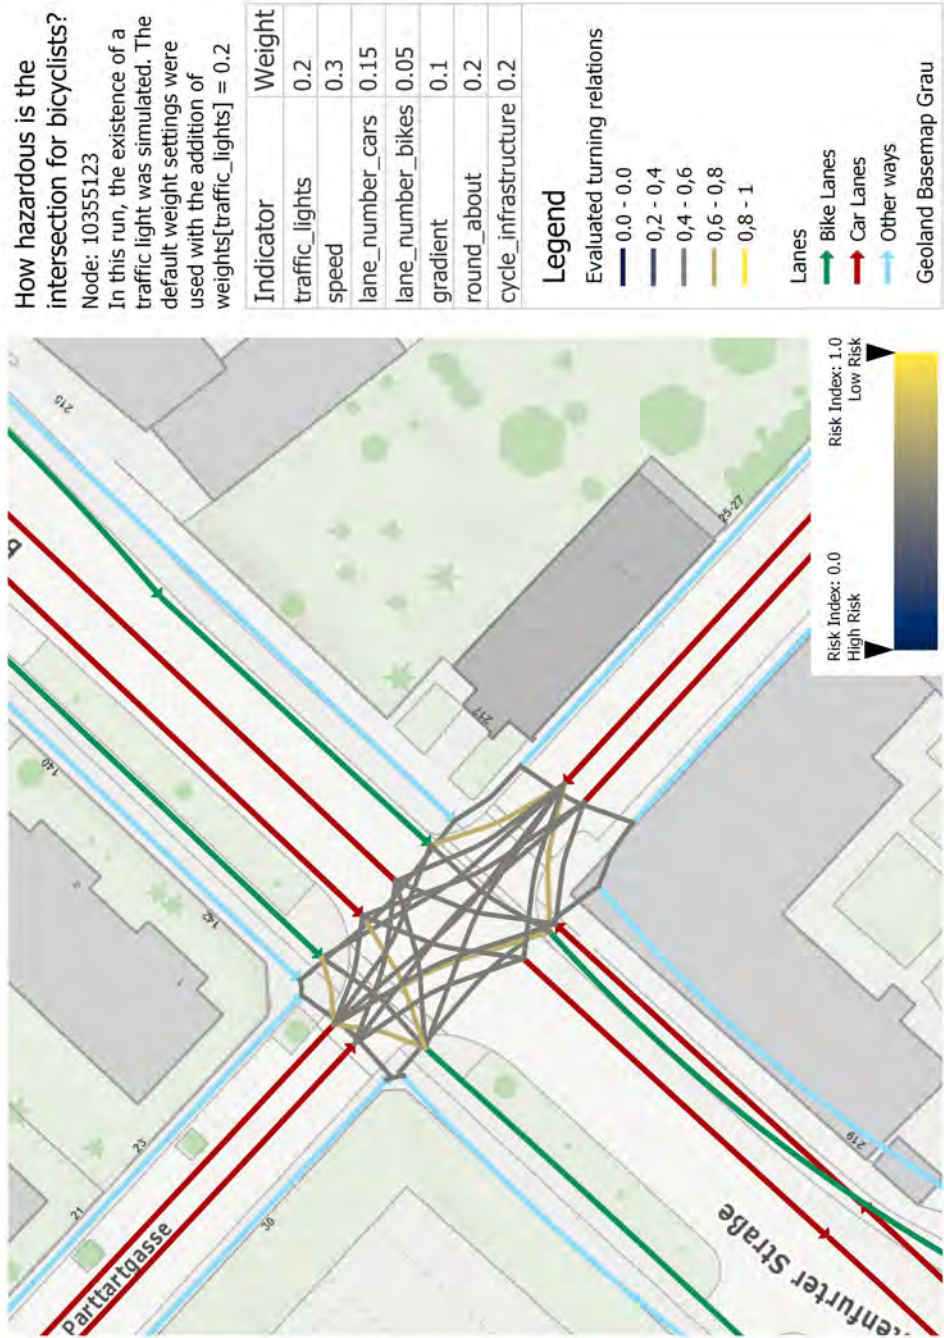 How hazardous is the
intersection for bicyclists?
Node: 10355123
In this run, the existence of a
traffic light was simulated. The
default weight settings were
used with the addition of
weights[traffic_lights] = 0.2
Indicator Weight
traffic_lights 0.2
speed 0.3
lane_number_cars 0.15
lane_number_bikes 0.05
gradient 0.1
round_about 0.2
cycle_infrastructure 0.2
Legend
Evaluated turning relations
0.0 - 0.0
0,2 - 0,4
0,4 - 0,6
0,6 - 0,8
0,8 - 1
Lanes
Bike Lanes
Car Lanes
Other ways
Geoland Basemap Grau
Risk Index: 0.0
High Risk
Risk Index: 1.0
Low Risk
215
140
142
217
25-27
23
21
38
219
Parttartgasse
tenfurter Straße